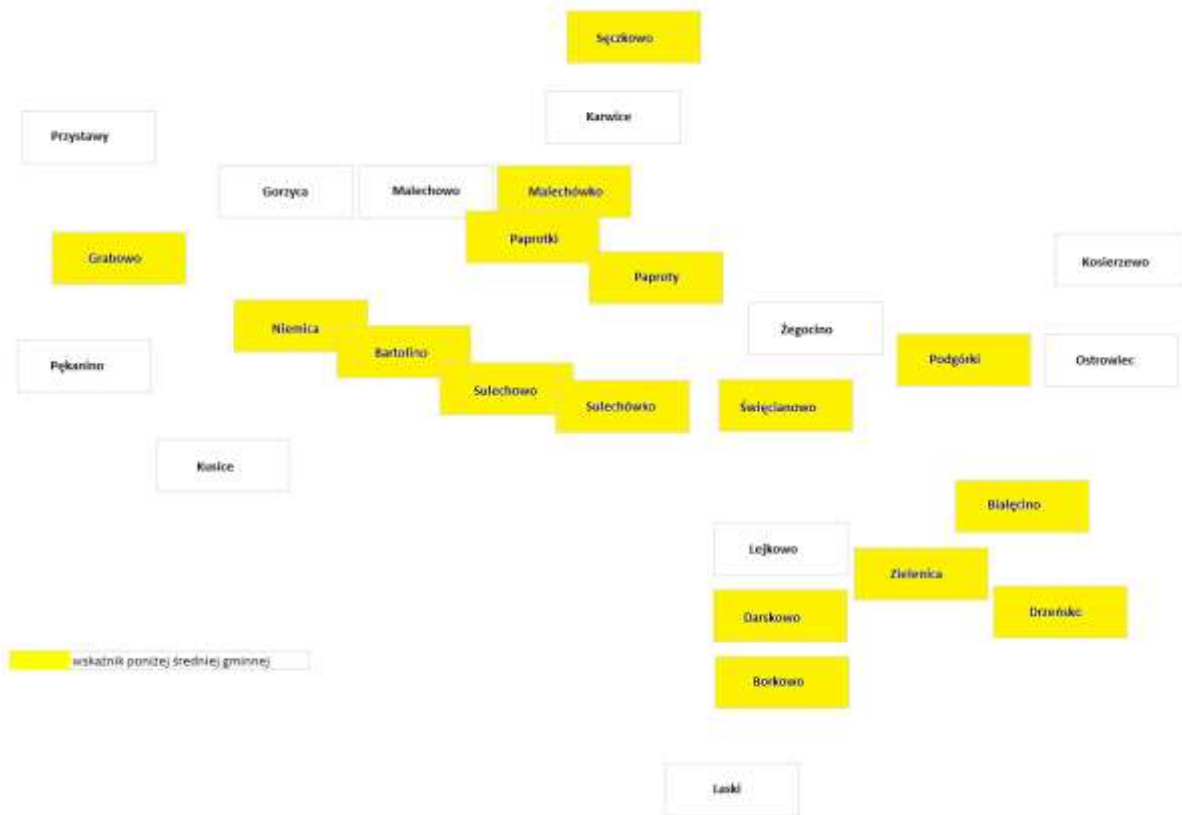 Sęczkowo
Karwice
Przystawy
Gorzyca
Malechowo
Malechówko
Paprotki
Grabowo
Paproty
Kosierzewo
Niemica
Żegocino
Bartolino
Podgórki
Ostrowiec
Pękanino
Sulechowo
Sulechówko
Święcianowo
Kusice
Białęcino
Lejkowo
Zielenica
Darskowo
Drzeńsko
wskaźnik poniżej średniej gminnej
Borkowo
Laski